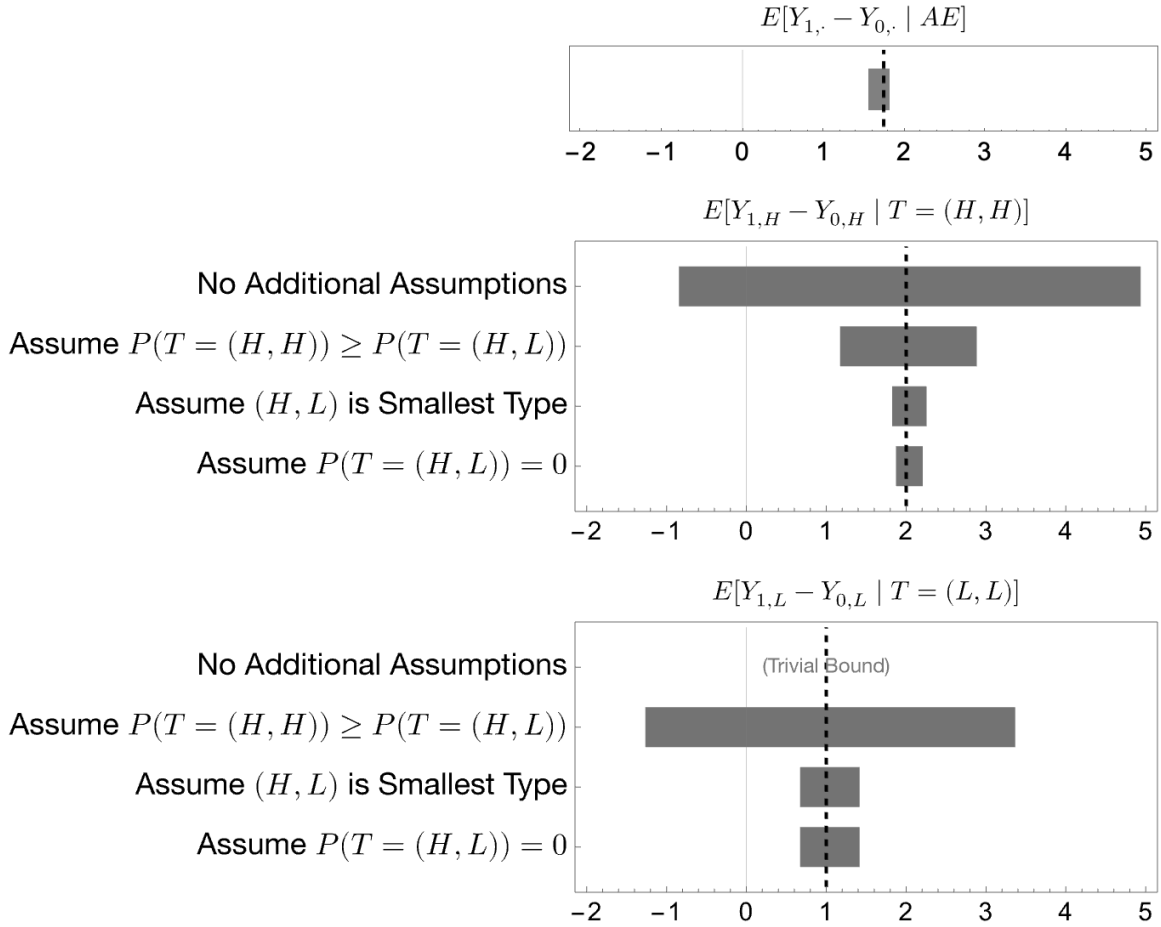 E[Y_{1,·} − Y_{0,·} | AE]
−2 −1 0 1 2 3 4 5
E[Y_{1,H} − Y_{0,H} | T = (H, H)]
No Additional Assumptions
Assume P(T = (H, H)) ≥ P(T = (H, L))
Assume (H, L) is Smallest Type
Assume P(T = (H, L)) = 0
−2 −1 0 1 2 3 4 5
E[Y_{1,L} − Y_{0,L} | T = (L, L)]
No Additional Assumptions (Trivial Bound)
Assume P(T = (H, H)) ≥ P(T = (H, L))
Assume (H, L) is Smallest Type
Assume P(T = (H, L)) = 0
−2 −1 0 1 2 3 4 5